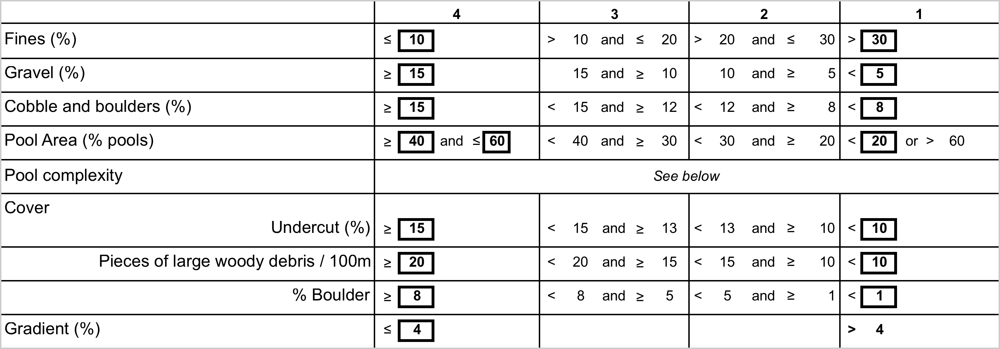 4 3 2 1
Fines (%) ≤ 10 > 10 and ≤ 20 > 20 and ≤ 30 > 30
Gravel (%) ≥ 15 15 and ≥ 10 10 and ≥ 5 < 5
Cobble and boulders (%) ≥ 15 < 15 and ≥ 12 < 12 and ≥ 8 < 8
Pool Area (% pools) ≥ 40 and ≤ 60 < 40 and ≥ 30 < 30 and ≥ 20 < 20 or > 60
Pool complexity See below
Cover
Undercut (%) ≥ 15 < 15 and ≥ 13 < 13 and ≥ 10 < 10
Pieces of large woody debris / 100m ≥ 20 < 20 and ≥ 15 < 15 and ≥ 10 < 10
% Boulder ≥ 8 < 8 and ≥ 5 < 5 and ≥ 1 < 1
Gradient (%) ≤ 4 > 4